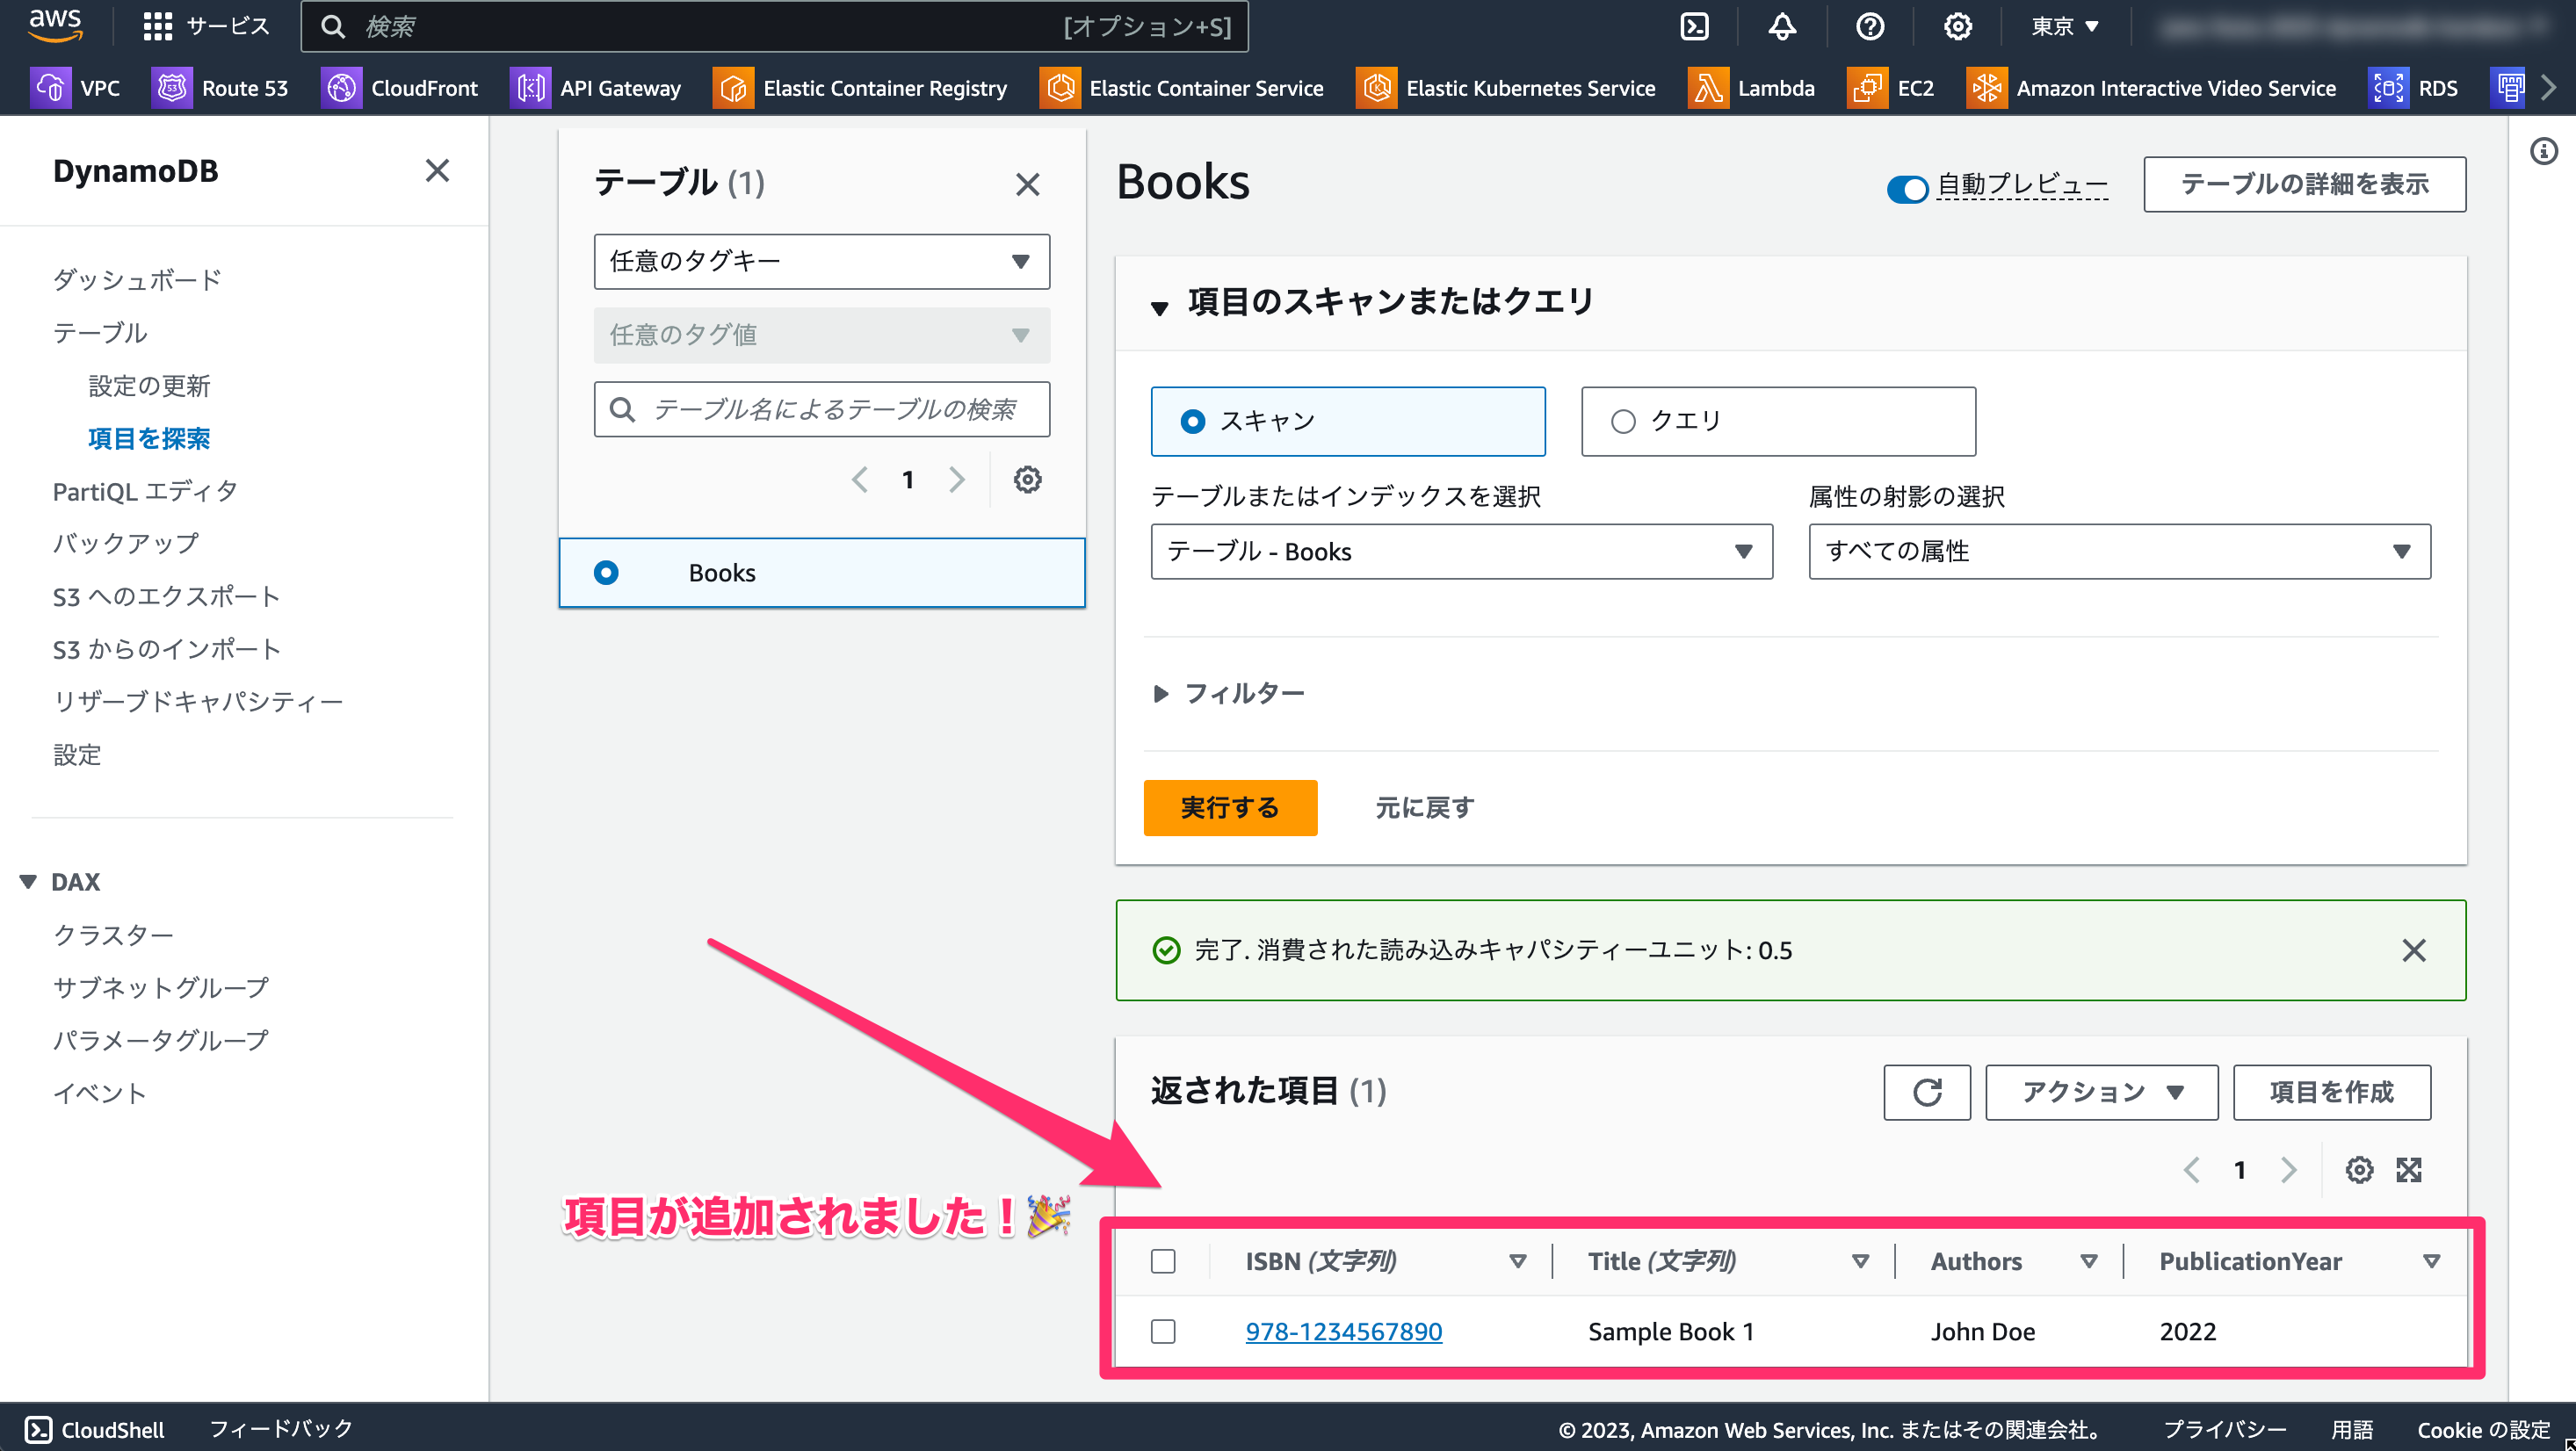 aws サービス 検索 [オプション+S] 東京
VPC Route 53 CloudFront API Gateway Elastic Container Registry Elastic Container Service Elastic Kubernetes Service Lambda EC2 Amazon Interactive Video Service RDS
DynamoDB
ダッシュボード
テーブル
設定の更新
項目を探索
PartiQL エディタ
バックアップ
S3 へのエクスポート
S3 からのインポート
リザーブドキャパシティー
設定
DAX
クラスター
サブネットグループ
パラメータグループ
イベント
テーブル (1)
任意のタグキー
任意のタグ値
テーブル名によるテーブルの検索
1
Books
Books
自動プレビュー
テーブルの詳細を表示
項目のスキャンまたはクエリ
スキャン
クエリ
テーブルまたはインデックスを選択
テーブル - Books
属性の射影の選択
すべての属性
フィルター
実行する
元に戻す
完了. 消費された読み込みキャパシティーユニット: 0.5
返された項目 (1)
アクション
項目を作成
1
項目が追加されました！🎉
ISBN (文字列) Title (文字列) Authors PublicationYear
978-1234567890 Sample Book 1 John Doe 2022
CloudShell フィードバック © 2023, Amazon Web Services, Inc. またはその関連会社。 プライバシー 用語 Cookie の設定